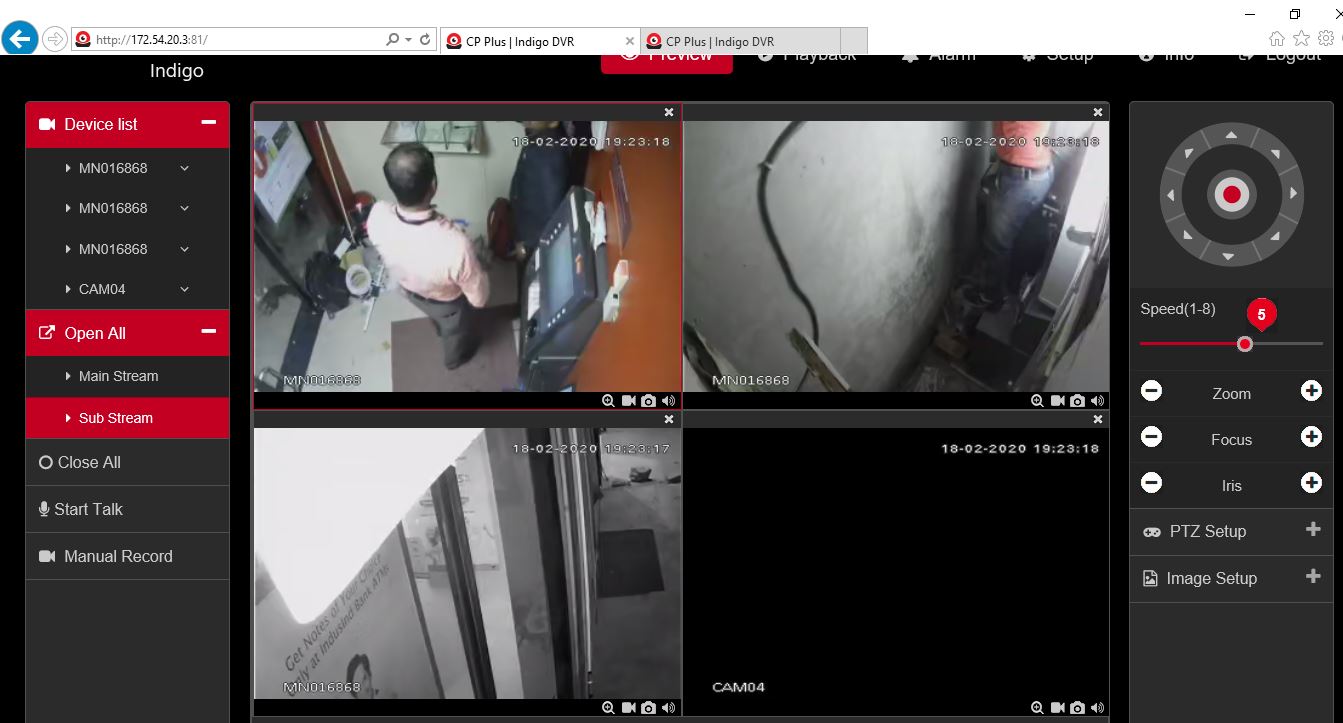 http://172.54.20.3:81/
CP Plus | Indigo DVR
CP Plus | Indigo DVR
Indigo
Preview
Playback
Alarm
Setup
Info
Logout
Device list
MN016868
MN016868
MN016868
CAM04
Open All
Main Stream
Sub Stream
Close All
Start Talk
Manual Record
18-02-2020 19:23:18
MN016868
18-02-2020 19:23:18
MN016868
18-02-2020 19:23:17
Get Notes of Your Choice
Only at IndusInd Bank ATMs
MN016868
18-02-2020 19:23:18
CAM04
Speed(1-8)
5
Zoom
Focus
Iris
PTZ Setup
Image Setup